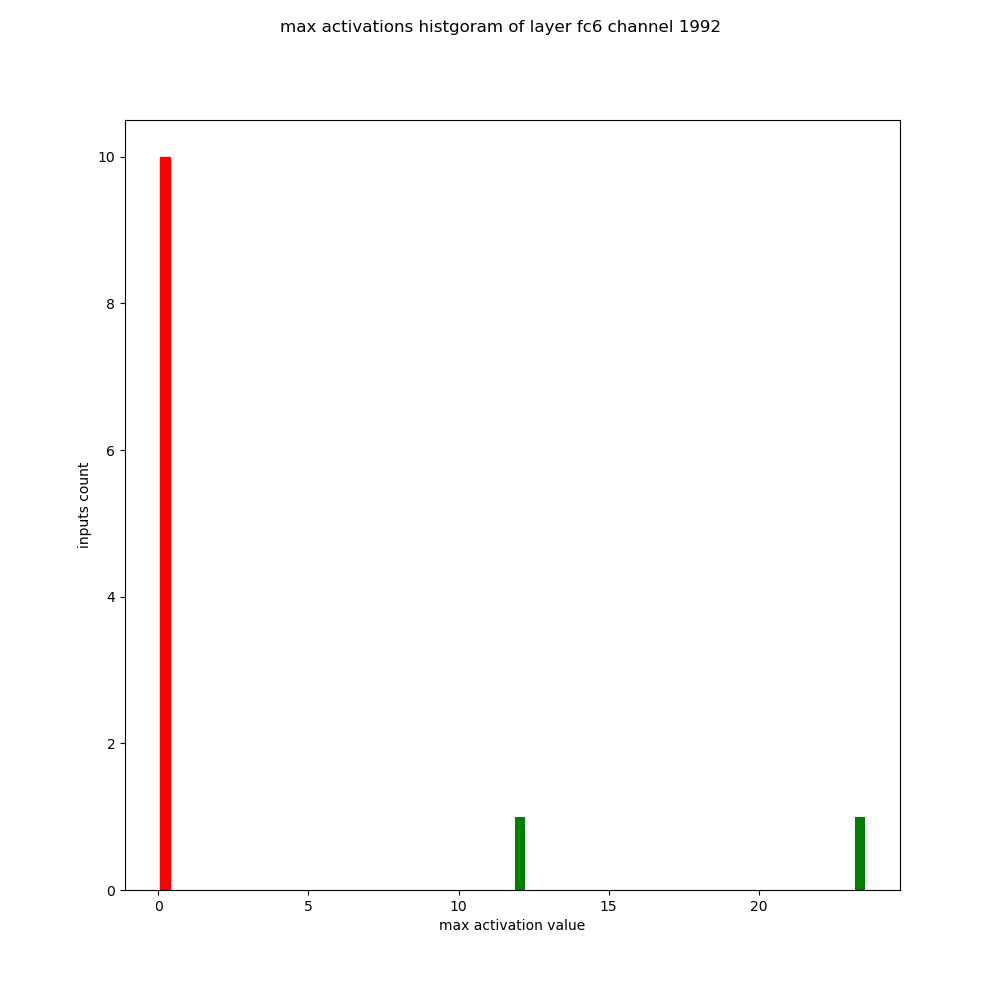 max activations histgoram of layer fc6 channel 1992
10
8
6
4
2
0
inputs count
0 5 10 15 20
max activation value